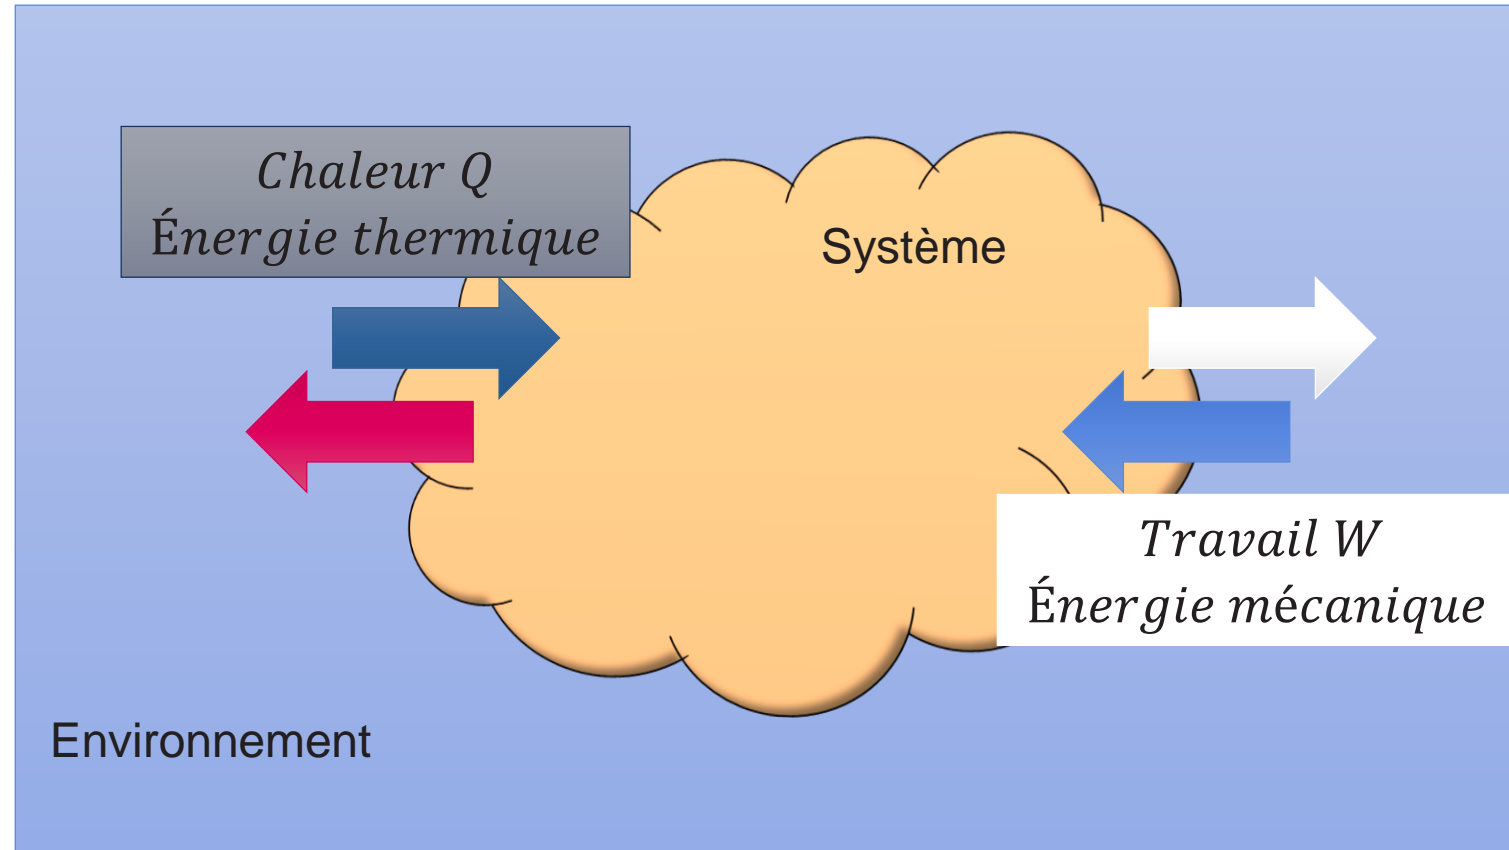 Chaleur Q
Énergie thermique
Système
Travail W
Énergie mécanique
Environnement